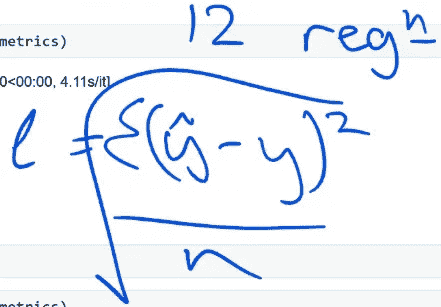 12 regⁿ
metrics)
0<00:00, 4.11s/it]
l = √(Σ(ŷ - y)² / n)
metrics)